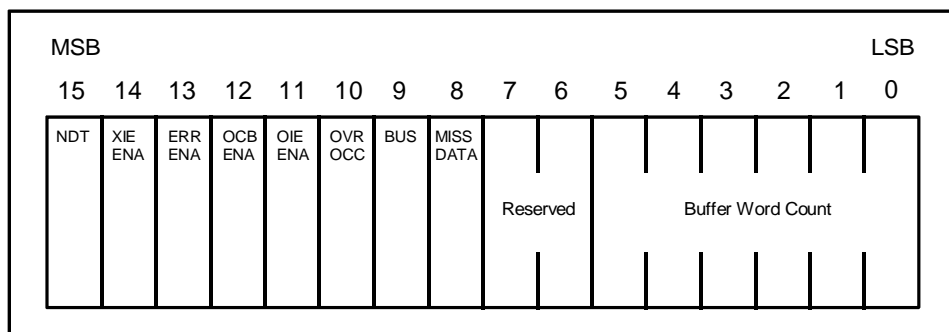 MSB LSB
15 14 13 12 11 10 9 8 7 6 5 4 3 2 1 0
NDT XIE ERR OCB OIE OVR BUS MISS
ENA ENA ENA ENA OCC DATA
Reserved Buffer Word Count